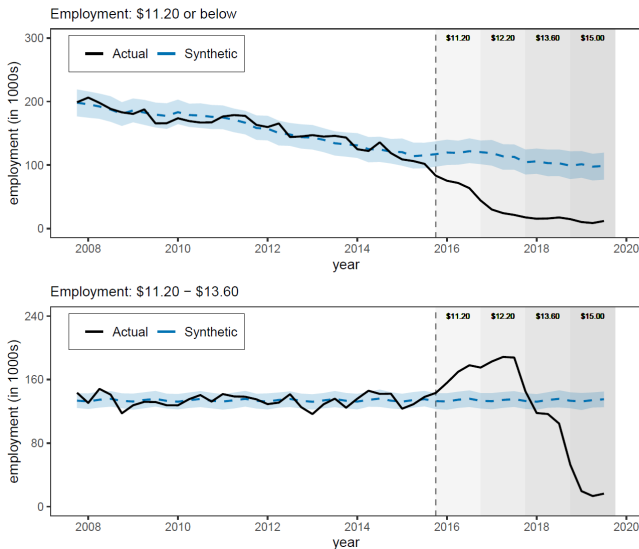 Employment: $11.20 or below
employment (in 1000s)
300
200
100
0
Actual Synthetic
$11.20 $12.20 $13.60 $15.00
2008 2010 2012 2014 2016 2018 2020
year
Employment: $11.20 − $13.60
employment (in 1000s)
240
160
80
0
Actual Synthetic
$11.20 $12.20 $13.60 $15.00
2008 2010 2012 2014 2016 2018 2020
year